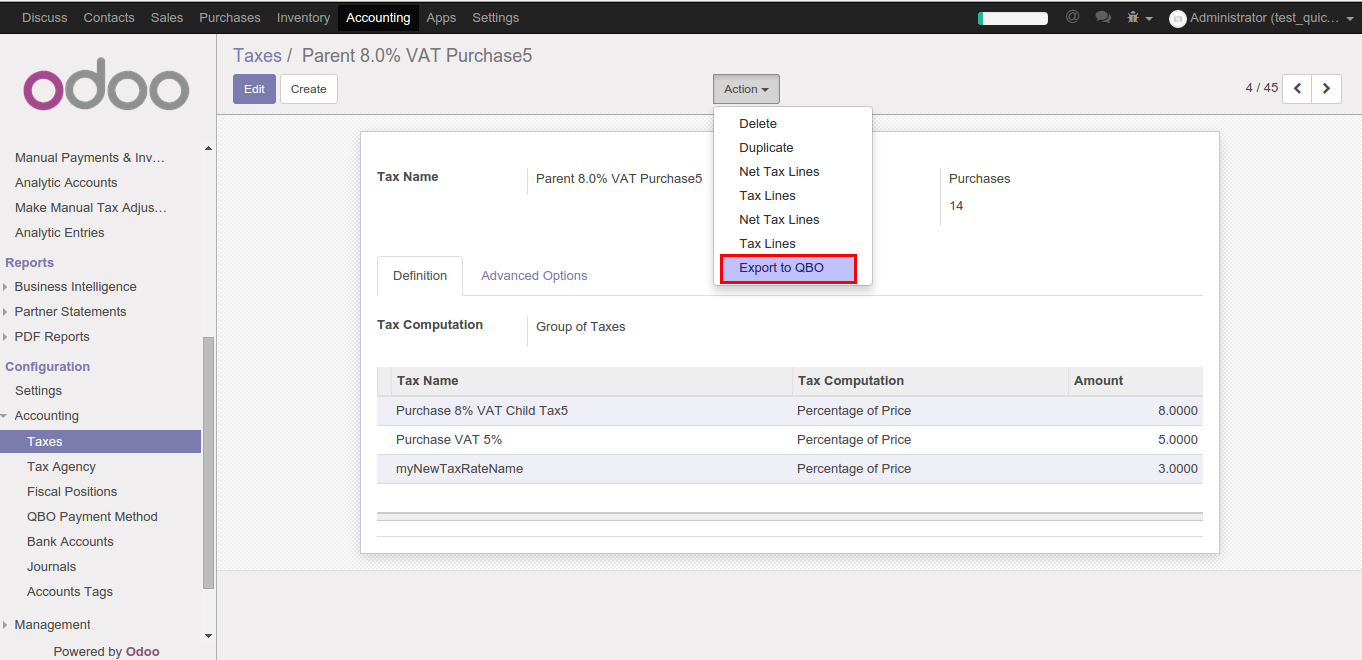 Discuss Contacts Sales Purchases Inventory Accounting Apps Settings @ Administrator (test_quic...
odoo
Manual Payments & Inv...
Analytic Accounts
Make Manual Tax Adjus...
Analytic Entries
Reports
Business Intelligence
Partner Statements
PDF Reports
Configuration
Settings
Accounting
Taxes
Tax Agency
Fiscal Positions
QBO Payment Method
Bank Accounts
Journals
Accounts Tags
Management
Powered by Odoo
Taxes / Parent 8.0% VAT Purchase5
Edit Create Action 4 / 45
Delete
Duplicate
Net Tax Lines
Tax Lines
Net Tax Lines
Tax Lines
Export to QBO
Tax Name Parent 8.0% VAT Purchase5 Purchases
14
Definition Advanced Options
Tax Computation Group of Taxes
Tax Name Tax Computation Amount
Purchase 8% VAT Child Tax5 Percentage of Price 8.0000
Purchase VAT 5% Percentage of Price 5.0000
myNewTaxRateName Percentage of Price 3.0000